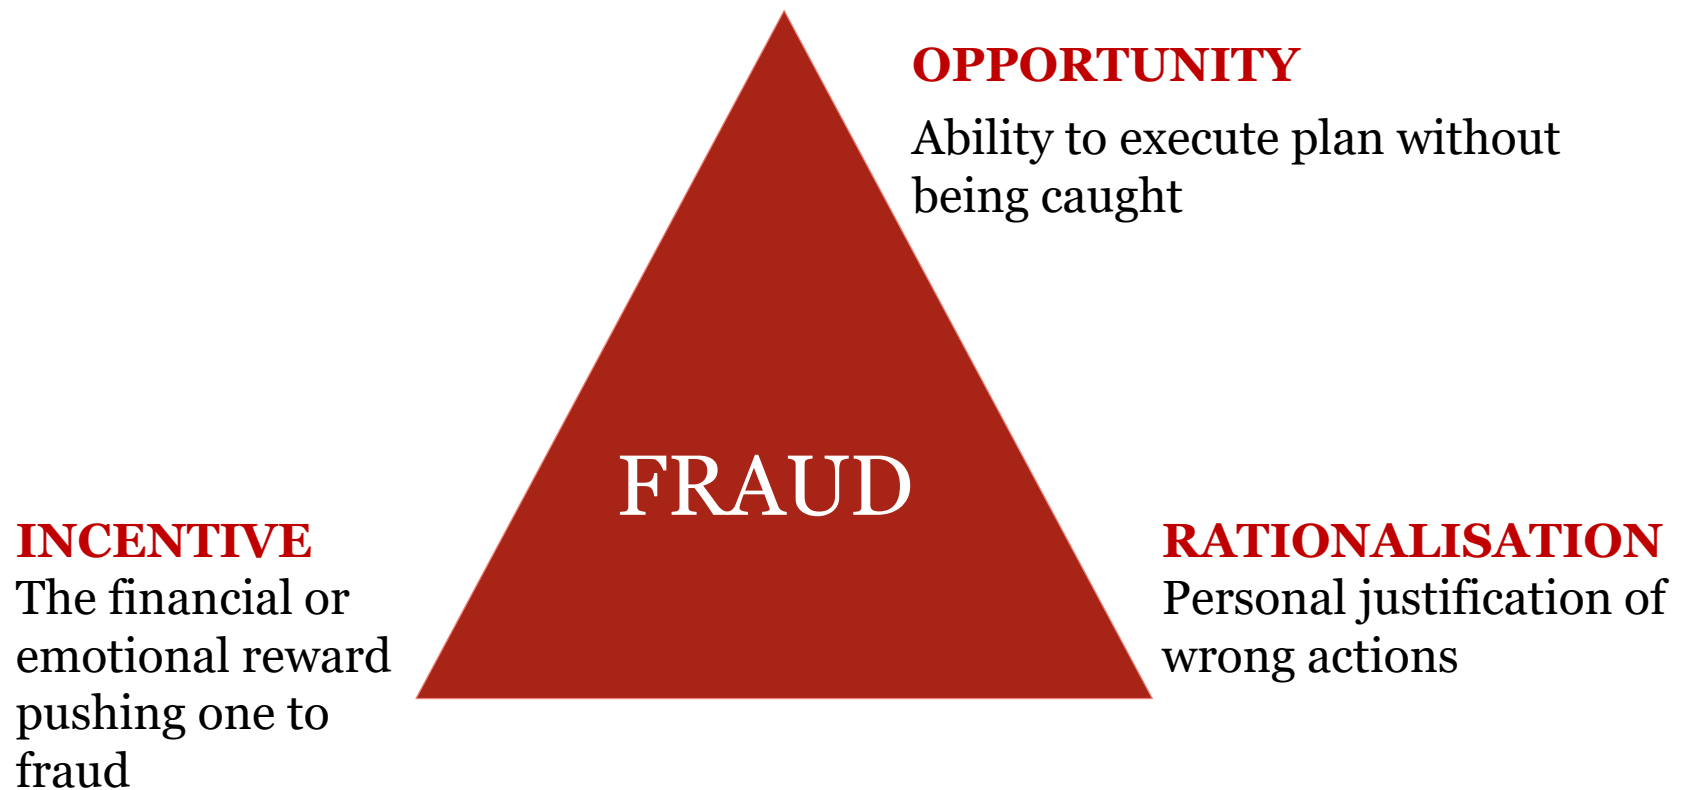 OPPORTUNITY
Ability to execute plan without
being caught
FRAUD
INCENTIVE
The financial or
emotional reward
pushing one to
fraud
RATIONALISATION
Personal justification of
wrong actions